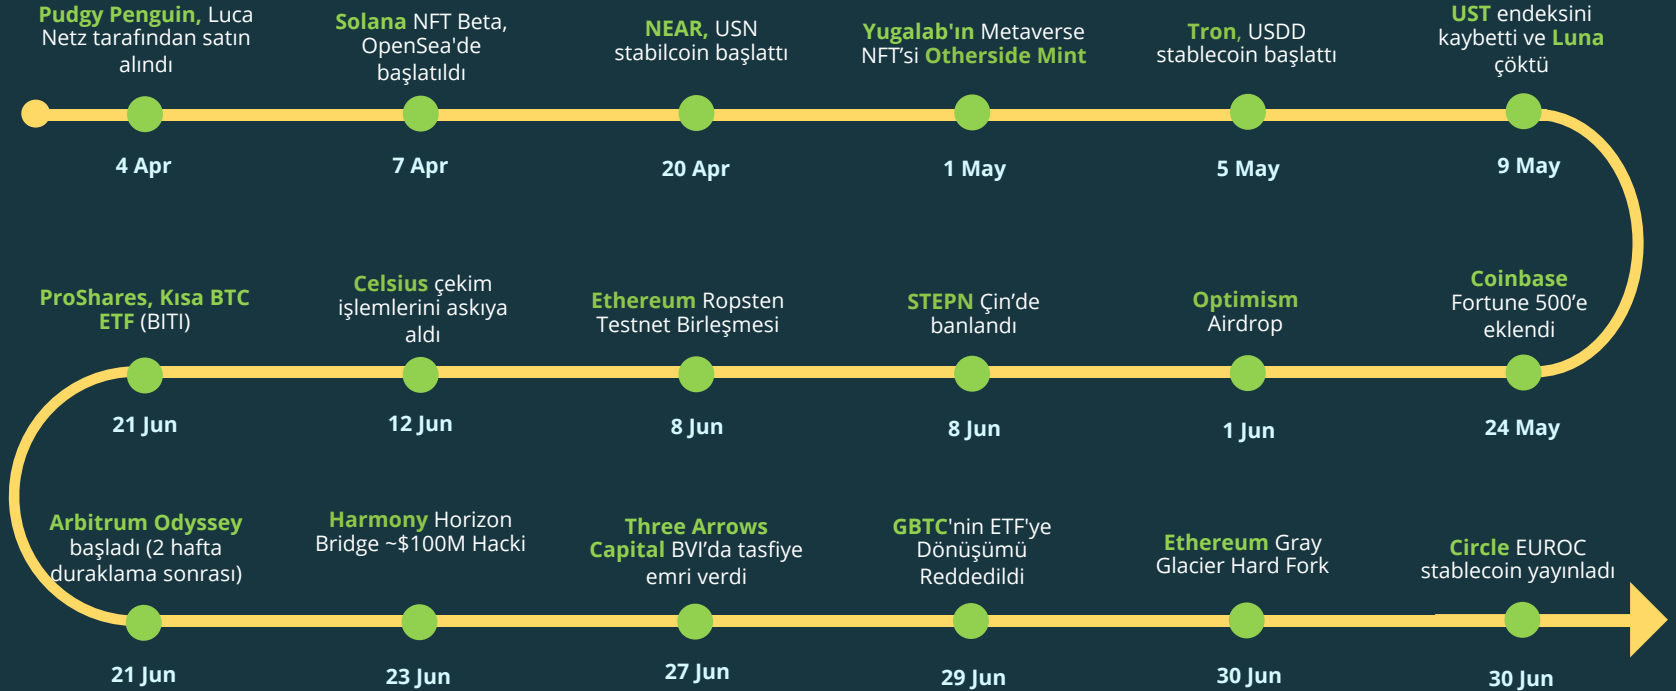 Pudgy Penguin, Luca
Netz tarafından satın
alındı
4 Apr
Solana NFT Beta,
OpenSea'de
başlatıldı
7 Apr
NEAR, USN
stabilcoin başlattı
20 Apr
Yugalab'ın Metaverse
NFT’si Otherside Mint
1 May
Tron, USDD
stablecoin başlattı
5 May
UST endeksini
kaybetti ve Luna
çöktü
9 May
Coinbase
Fortune 500’e
eklendi
24 May
Optimism
Airdrop
1 Jun
STEPN Çin’de
banlandı
8 Jun
Ethereum Ropsten
Testnet Birleşmesi
8 Jun
Celsius çekim
işlemlerini askıya
aldı
12 Jun
ProShares, Kısa BTC
ETF (BITI)
21 Jun
Arbitrum Odyssey
başladı (2 hafta
duraklama sonrası)
21 Jun
Harmony Horizon
Bridge ~$100M Hacki
23 Jun
Three Arrows
Capital BVI’da tasfiye
emri verdi
27 Jun
GBTC'nin ETF'ye
Dönüşümü
Reddedildi
29 Jun
Ethereum Gray
Glacier Hard Fork
30 Jun
Circle EUROC
stablecoin yayınladı
30 Jun